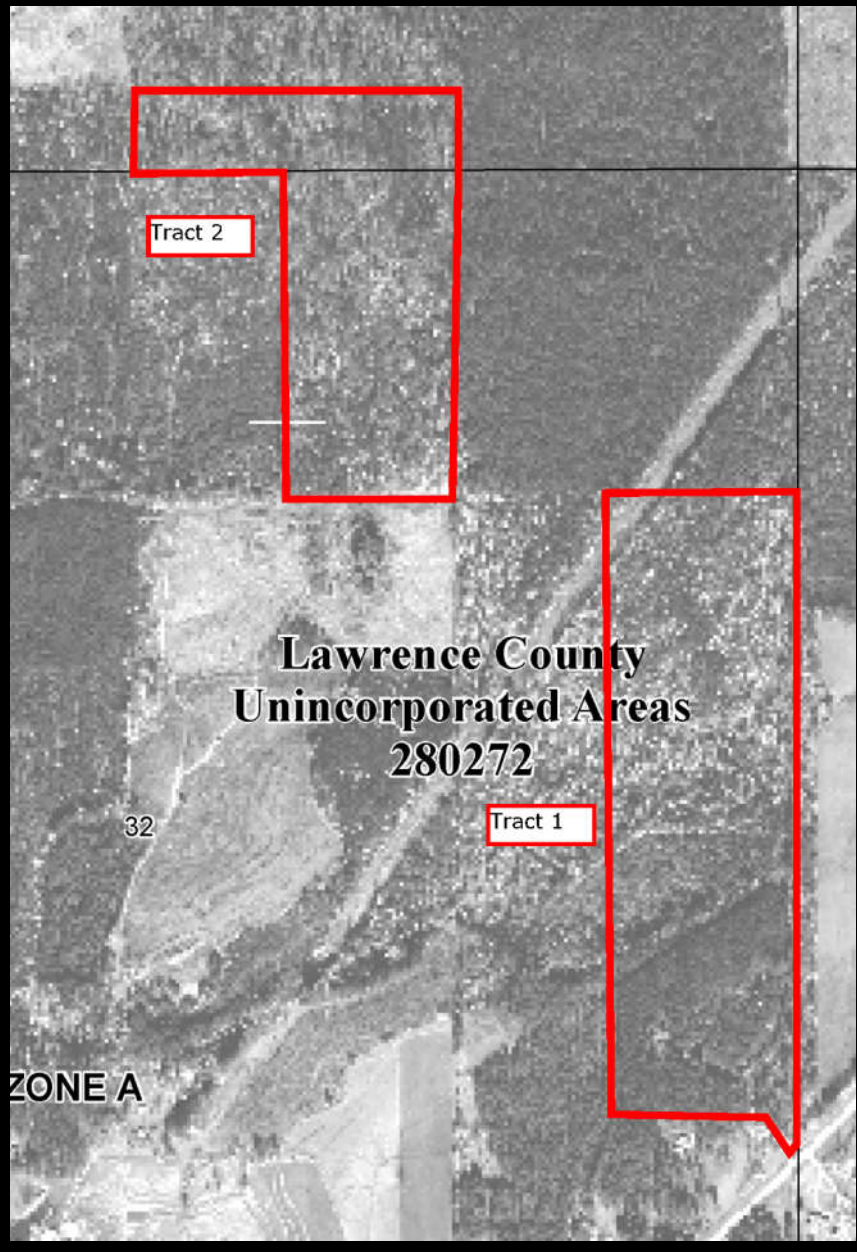 Tract 2
Lawrence County
Unincorporated Areas
280272
Tract 1
32
ZONE A